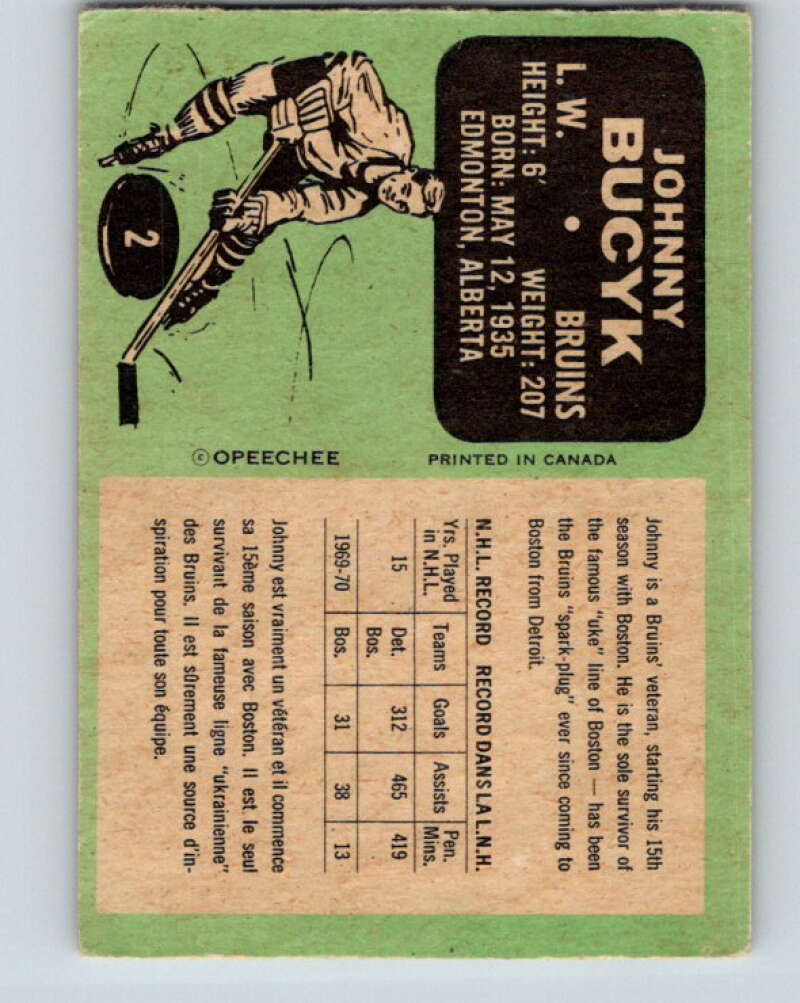 JOHNNY
BUCYK
L. W. • BRUINS
HEIGHT: 6' WEIGHT: 207
BORN: MAY 12, 1935
EDMONTON, ALBERTA
2
© OPEECHEE PRINTED IN CANADA
Johnny is a Bruins' veteran, starting his 15th
season with Boston. He is the sole survivor of
the famous "uke" line of Boston — has been
the Bruins "spark-plug" ever since coming to
Boston from Detroit.
N.H.L. RECORD RECORD DANS LA L.N.H.
Yrs. Played in N.H.L. Teams Goals Assists Pen. Mins.
15 Det. Bos. 312 465 419
1969-70 Bos. 31 38 13
Johnny est vraiment un vétéran et il commence
sa 15ème saison avec Boston. Il est le seul
survivant de la fameuse ligne "ukrainienne"
des Bruins. Il est sûrement une source d'in-
spiration pour toute son équipe.